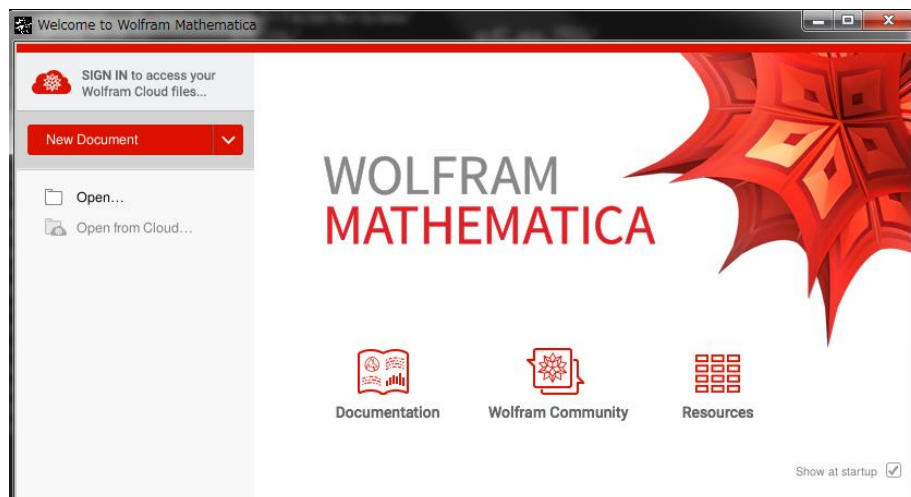 Welcome to Wolfram Mathematica
SIGN IN to access your
Wolfram Cloud files...
New Document
Open...
Open from Cloud...
WOLFRAM
MATHEMATICA
Documentation
Wolfram Community
Resources
Show at startup